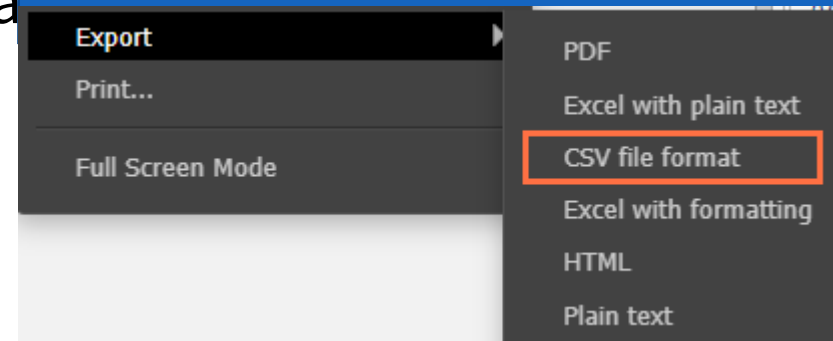 Export
Print...
Full Screen Mode
PDF
Excel with plain text
CSV file format
Excel with formatting
HTML
Plain text